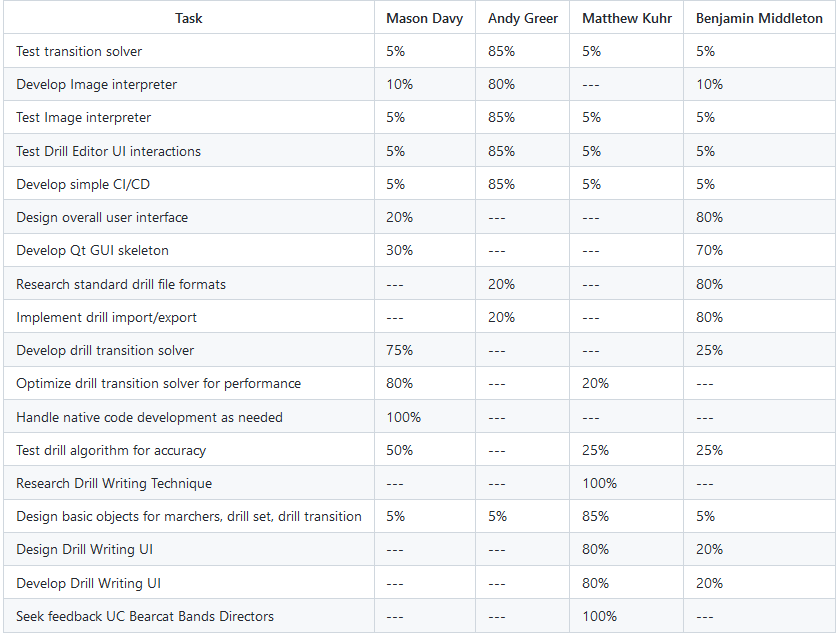 Task Mason Davy Andy Greer Matthew Kuhr Benjamin Middleton
Test transition solver 5% 85% 5% 5%
Develop Image interpreter 10% 80% --- 10%
Test Image interpreter 5% 85% 5% 5%
Test Drill Editor UI interactions 5% 85% 5% 5%
Develop simple CI/CD 5% 85% 5% 5%
Design overall user interface 20% --- --- 80%
Develop Qt GUI skeleton 30% --- --- 70%
Research standard drill file formats --- 20% --- 80%
Implement drill import/export --- 20% --- 80%
Develop drill transition solver 75% --- --- 25%
Optimize drill transition solver for performance 80% --- 20% ---
Handle native code development as needed 100% --- --- ---
Test drill algorithm for accuracy 50% --- 25% 25%
Research Drill Writing Technique --- --- 100% ---
Design basic objects for marchers, drill set, drill transition 5% 5% 85% 5%
Design Drill Writing UI --- --- 80% 20%
Develop Drill Writing UI --- --- 80% 20%
Seek feedback UC Bearcat Bands Directors --- --- 100% ---